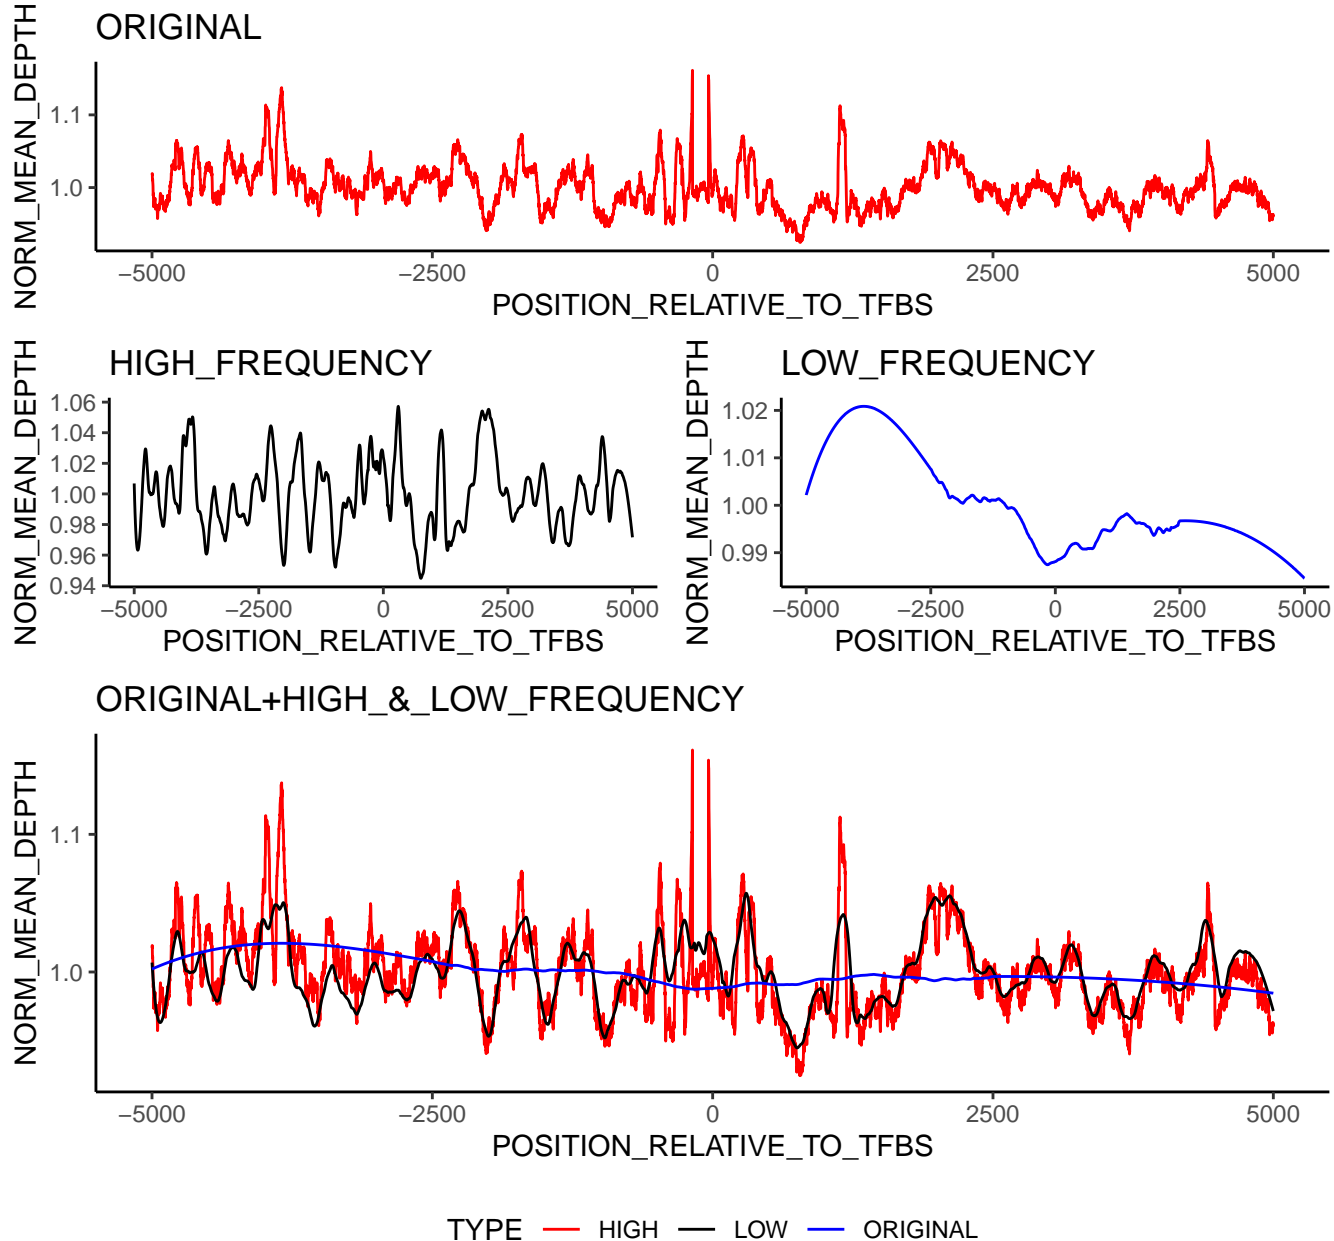 ORIGINAL
NORM_MEAN_DEPTH
1.1
1.0
−5000 −2500 0 2500 5000
POSITION_RELATIVE_TO_TFBS
HIGH_FREQUENCY
NORM_MEAN_DEPTH
1.06
1.04
1.02
1.00
0.98
0.96
0.94
−5000 −2500 0 2500 5000
POSITION_RELATIVE_TO_TFBS
LOW_FREQUENCY
NORM_MEAN_DEPTH
1.02
1.01
1.00
0.99
−5000 −2500 0 2500 5000
POSITION_RELATIVE_TO_TFBS
ORIGINAL+HIGH_&_LOW_FREQUENCY
NORM_MEAN_DEPTH
1.1
1.0
−5000 −2500 0 2500 5000
POSITION_RELATIVE_TO_TFBS
TYPE HIGH LOW ORIGINAL